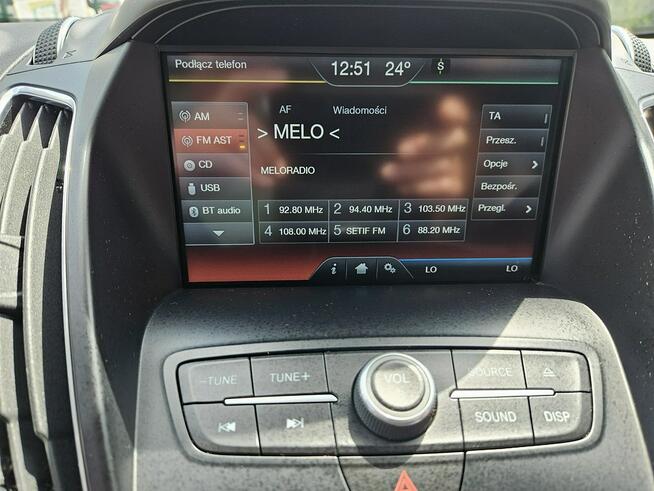 Podłącz telefon
12:51 24° S
AF Wiadomości
> MELO <
MELORADIO
AM
FM AST
CD
USB
BT audio
TA
Przesz.
Opcje
Bezpośr.
Przegl.
1 92.80 MHz 2 94.40 MHz 3 103.50 MHz
4 108.00 MHz 5 SETIF FM 6 88.20 MHz
i LO LO
−TUNE TUNE+ VOL SOURCE
SOUND DISP